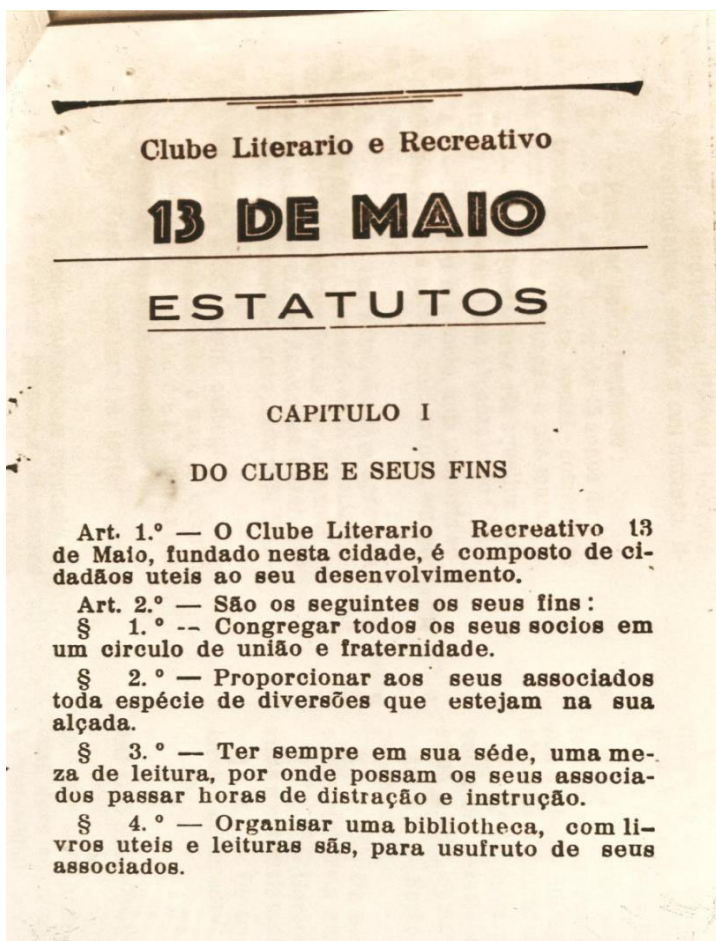 Clube Literario e Recreativo
13 DE MAIO
ESTATUTOS
CAPITULO I
DO CLUBE E SEUS FINS
Art. 1.º — O Clube Literario Recreativo 13
de Maio, fundado nesta cidade, é composto de ci-
dadãos uteis ao seu desenvolvimento.
Art. 2.º — São os seguintes os seus fins:
§ 1.º -- Congregar todos os seus socios em
um circulo de união e fraternidade.
§ 2.º — Proporcionar aos seus associados
toda espécie de diversões que estejam na sua
alçada.
§ 3.º — Ter sempre em sua séde, uma me-
za de leitura, por onde possam os seus associa-
dos passar horas de distração e instrução.
§ 4.º — Organisar uma bibliotheca, com li-
vros uteis e leituras sãs, para usufruto de seus
associados.